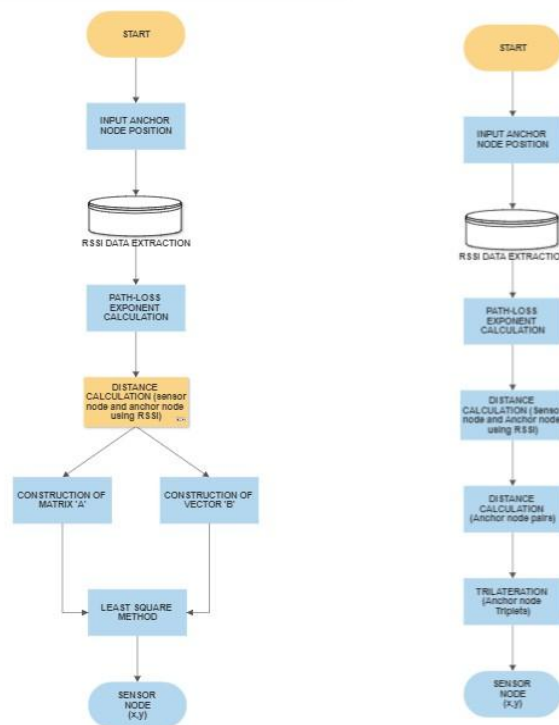 START
INPUT ANCHOR
NODE POSITION
RSSI DATA EXTRACTION
PATH-LOSS
EXPONENT
CALCULATION
DISTANCE
CALCULATION (sensor
node and anchor node
using RSSI)
CONSTRUCTION OF
MATRIX 'A'
CONSTRUCTION OF
VECTOR 'B'
LEAST SQUARE
METHOD
SENSOR
NODE
(x,y)
START
INPUT ANCHOR
NODE POSITION
RSSI DATA EXTRACTION
PATH-LOSS
EXPONENT
CALCULATION
DISTANCE
CALCULATION (Sensor
node and Anchor node
using RSSI)
DISTANCE
CALCULATION
(Anchor node pairs)
TRILATERATION
(Anchor node
Triplets)
SENSOR
NODE
(x,y)